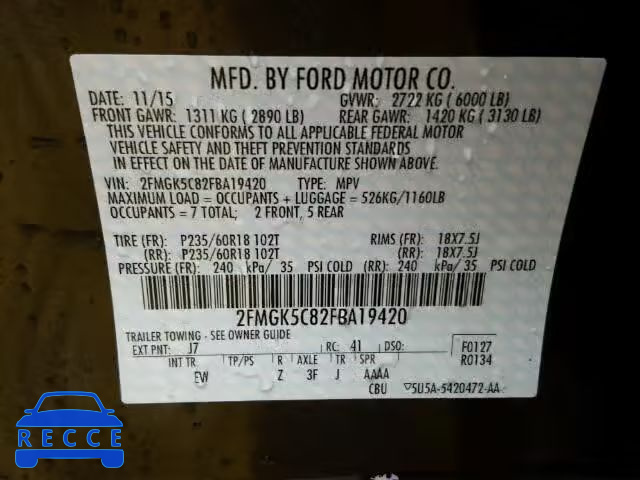 MFD. BY FORD MOTOR CO.
DATE: 11/15 GVWR: 2722 KG ( 6000 LB)
FRONT GAWR: 1311 KG ( 2890 LB) REAR GAWR: 1420 KG ( 3130 LB)
THIS VEHICLE CONFORMS TO ALL APPLICABLE FEDERAL MOTOR
VEHICLE SAFETY AND THEFT PREVENTION STANDARDS
IN EFFECT ON THE DATE OF MANUFACTURE SHOWN ABOVE.
VIN: 2FMGK5C82FBA19420 TYPE: MPV
MAXIMUM LOAD = OCCUPANTS + LUGGAGE = 526KG/1160LB
OCCUPANTS = 7 TOTAL; 2 FRONT, 5 REAR
TIRE (FR): P235/60R18 102T RIMS (FR): 18X7.5J
(RR): P235/60R18 102T (RR): 18X7.5J
PRESSURE (FR): 240 kPa/ 35 PSI COLD (RR): 240 kPa/ 35 PSI COLD
2FMGK5C82FBA19420
TRAILER TOWING - SEE OWNER GUIDE
EXT PNT: J7 RC: 41 DSO: F0127
R0134
INT TR TP/PS R AXLE TR SPR
EW Z 3F J AAAA
CBU 5U5A-5420472-AA
RECCE